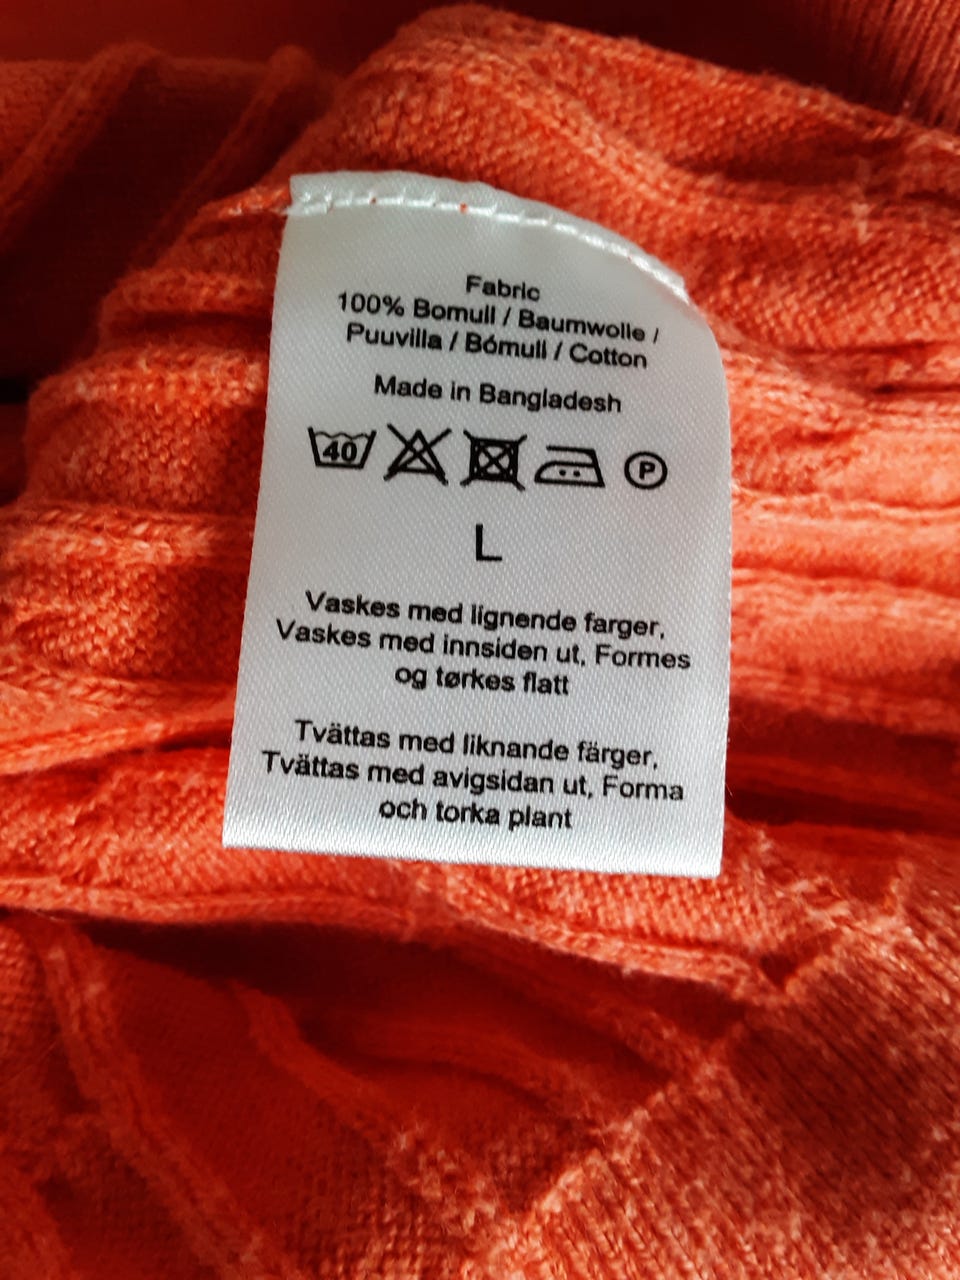 Fabric
100% Bomull / Baumwolle /
Puuvilla / Bómull / Cotton
Made in Bangladesh
40 P
L
Vaskes med lignende farger,
Vaskes med innsiden ut, Formes
og tørkes flatt
Tvättas med liknande färger,
Tvättas med avigsidan ut, Forma
och torka plant